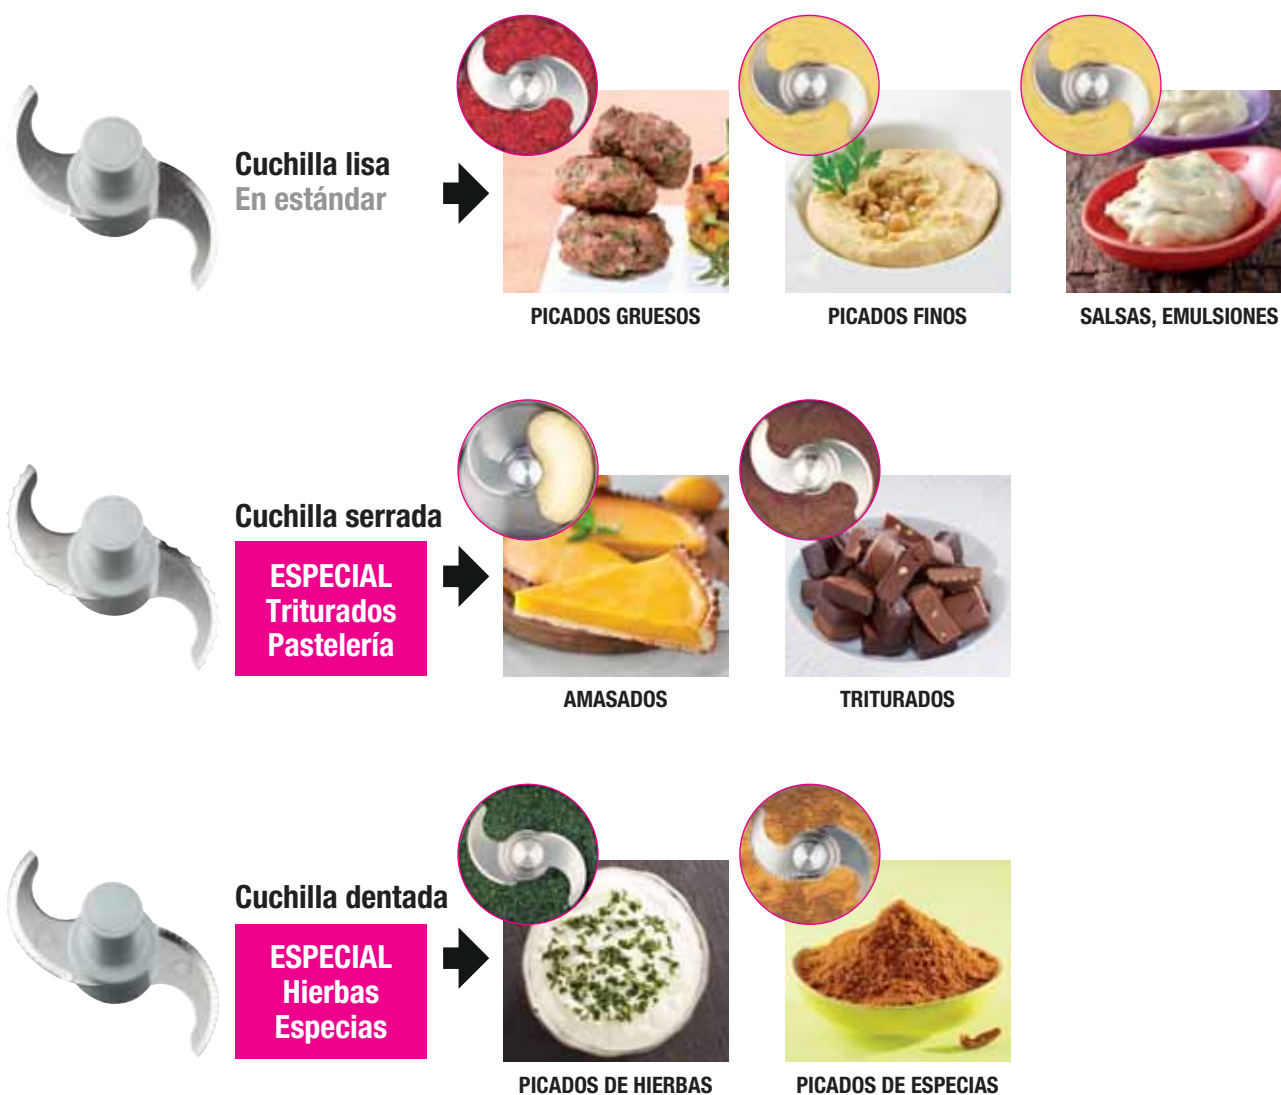 Cuchilla lisa
En estándar
PICADOS GRUESOS
PICADOS FINOS
SALSAS, EMULSIONES
Cuchilla serrada
ESPECIAL
Triturados
Pastelería
AMASADOS
TRITURADOS
Cuchilla dentada
ESPECIAL
Hierbas
Especias
PICADOS DE HIERBAS
PICADOS DE ESPECIAS